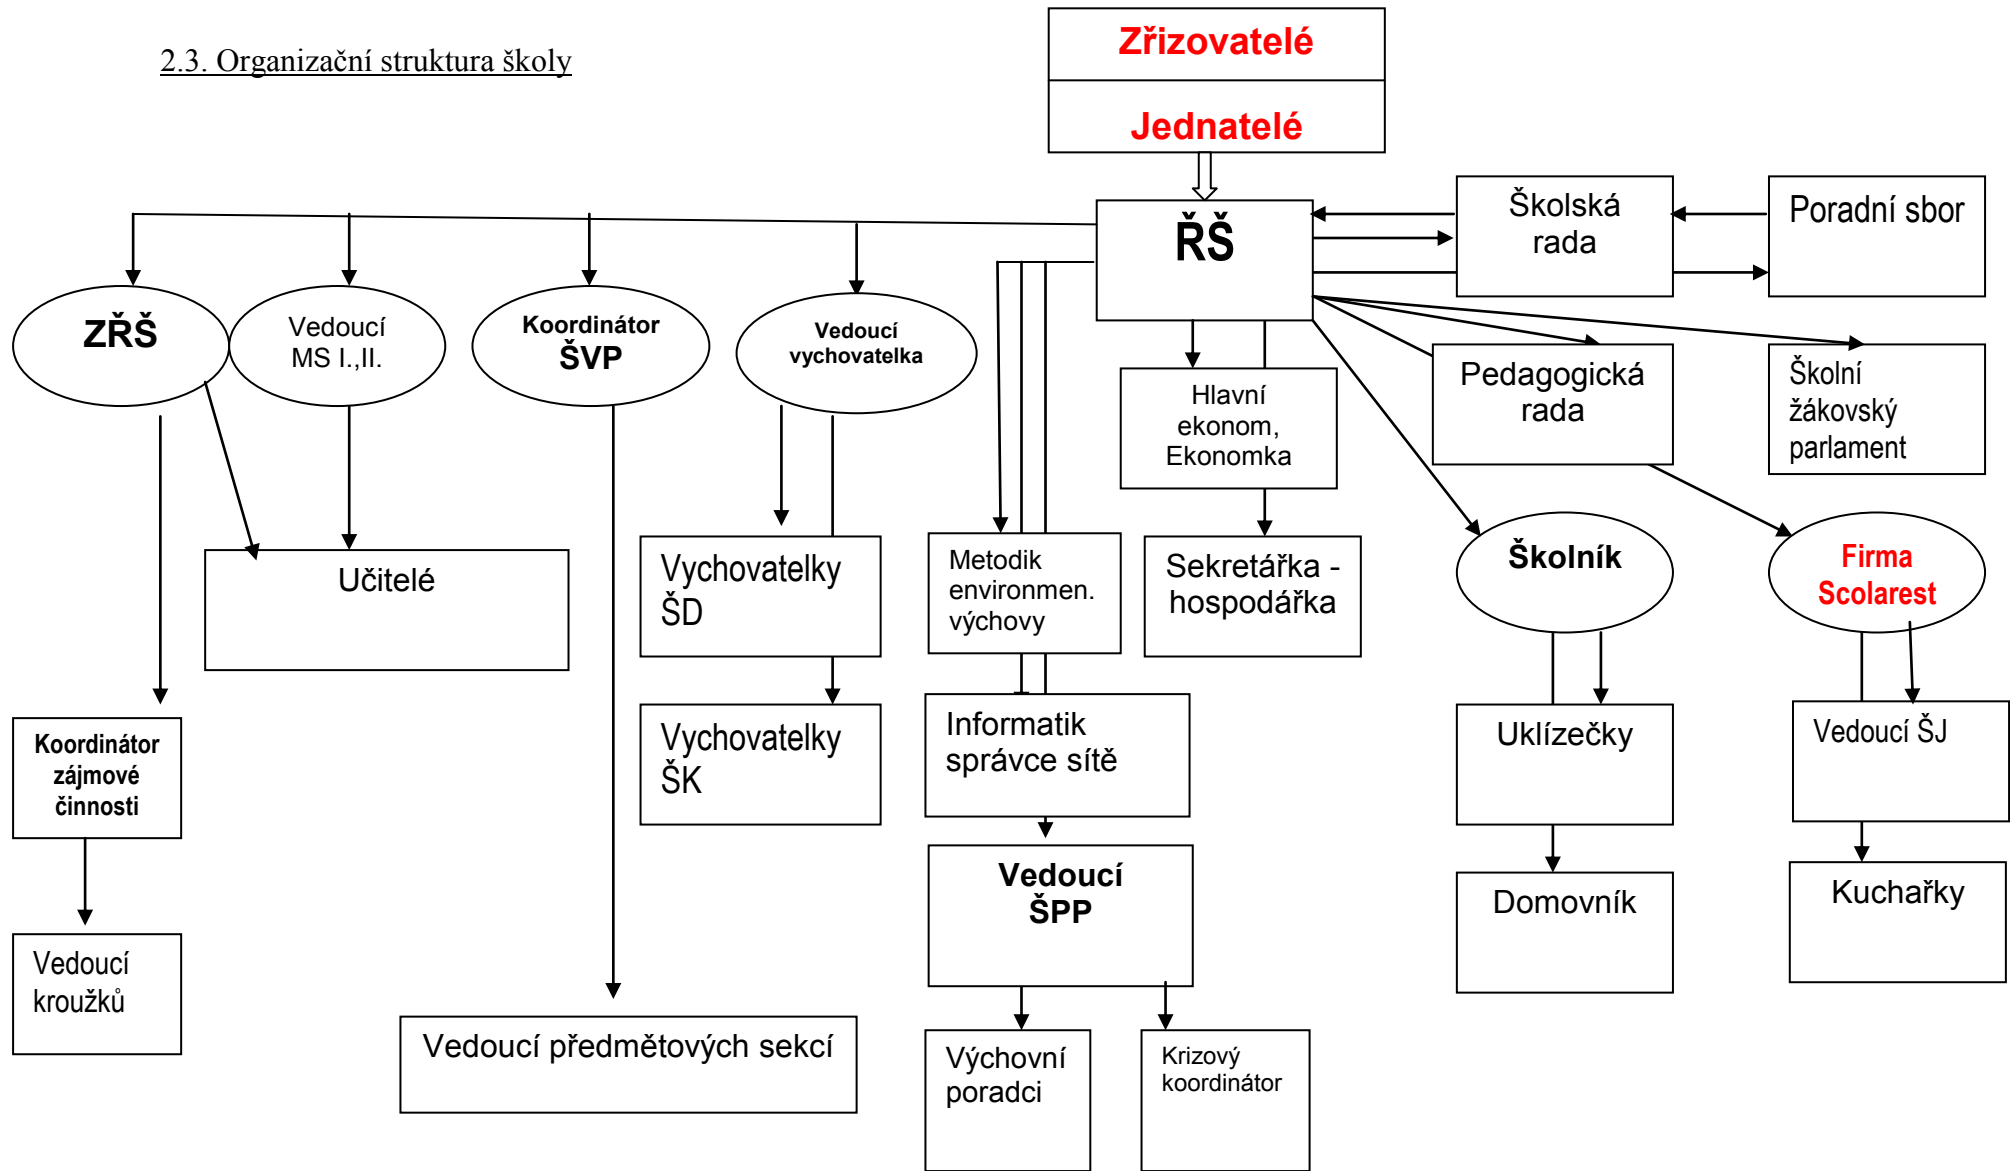 2.3. Organizační struktura školy
Zřizovatelé
Jednatelé
ŘŠ
Školská
rada
Poradní sbor
ZŘŠ
Vedoucí
MS I.,II.
Koordinátor
ŠVP
Vedoucí
vychovatelka
Hlavní
ekonom,
Ekonomka
Pedagogická
rada
Školní
žákovský
parlament
Učitelé
Vychovatelky
ŠD
Metodik
environmen.
výchovy
Sekretářka -
hospodářka
Školník
Firma
Scolarest
Koordinátor
zájmové
činnosti
Vychovatelky
ŠK
Informatik
správce sítě
Uklízečky
Vedoucí ŠJ
Vedoucí
ŠPP
Domovník
Kuchařky
Vedoucí
kroužků
Vedoucí předmětových sekcí
Výchovní
poradci
Krizový
koordinátor